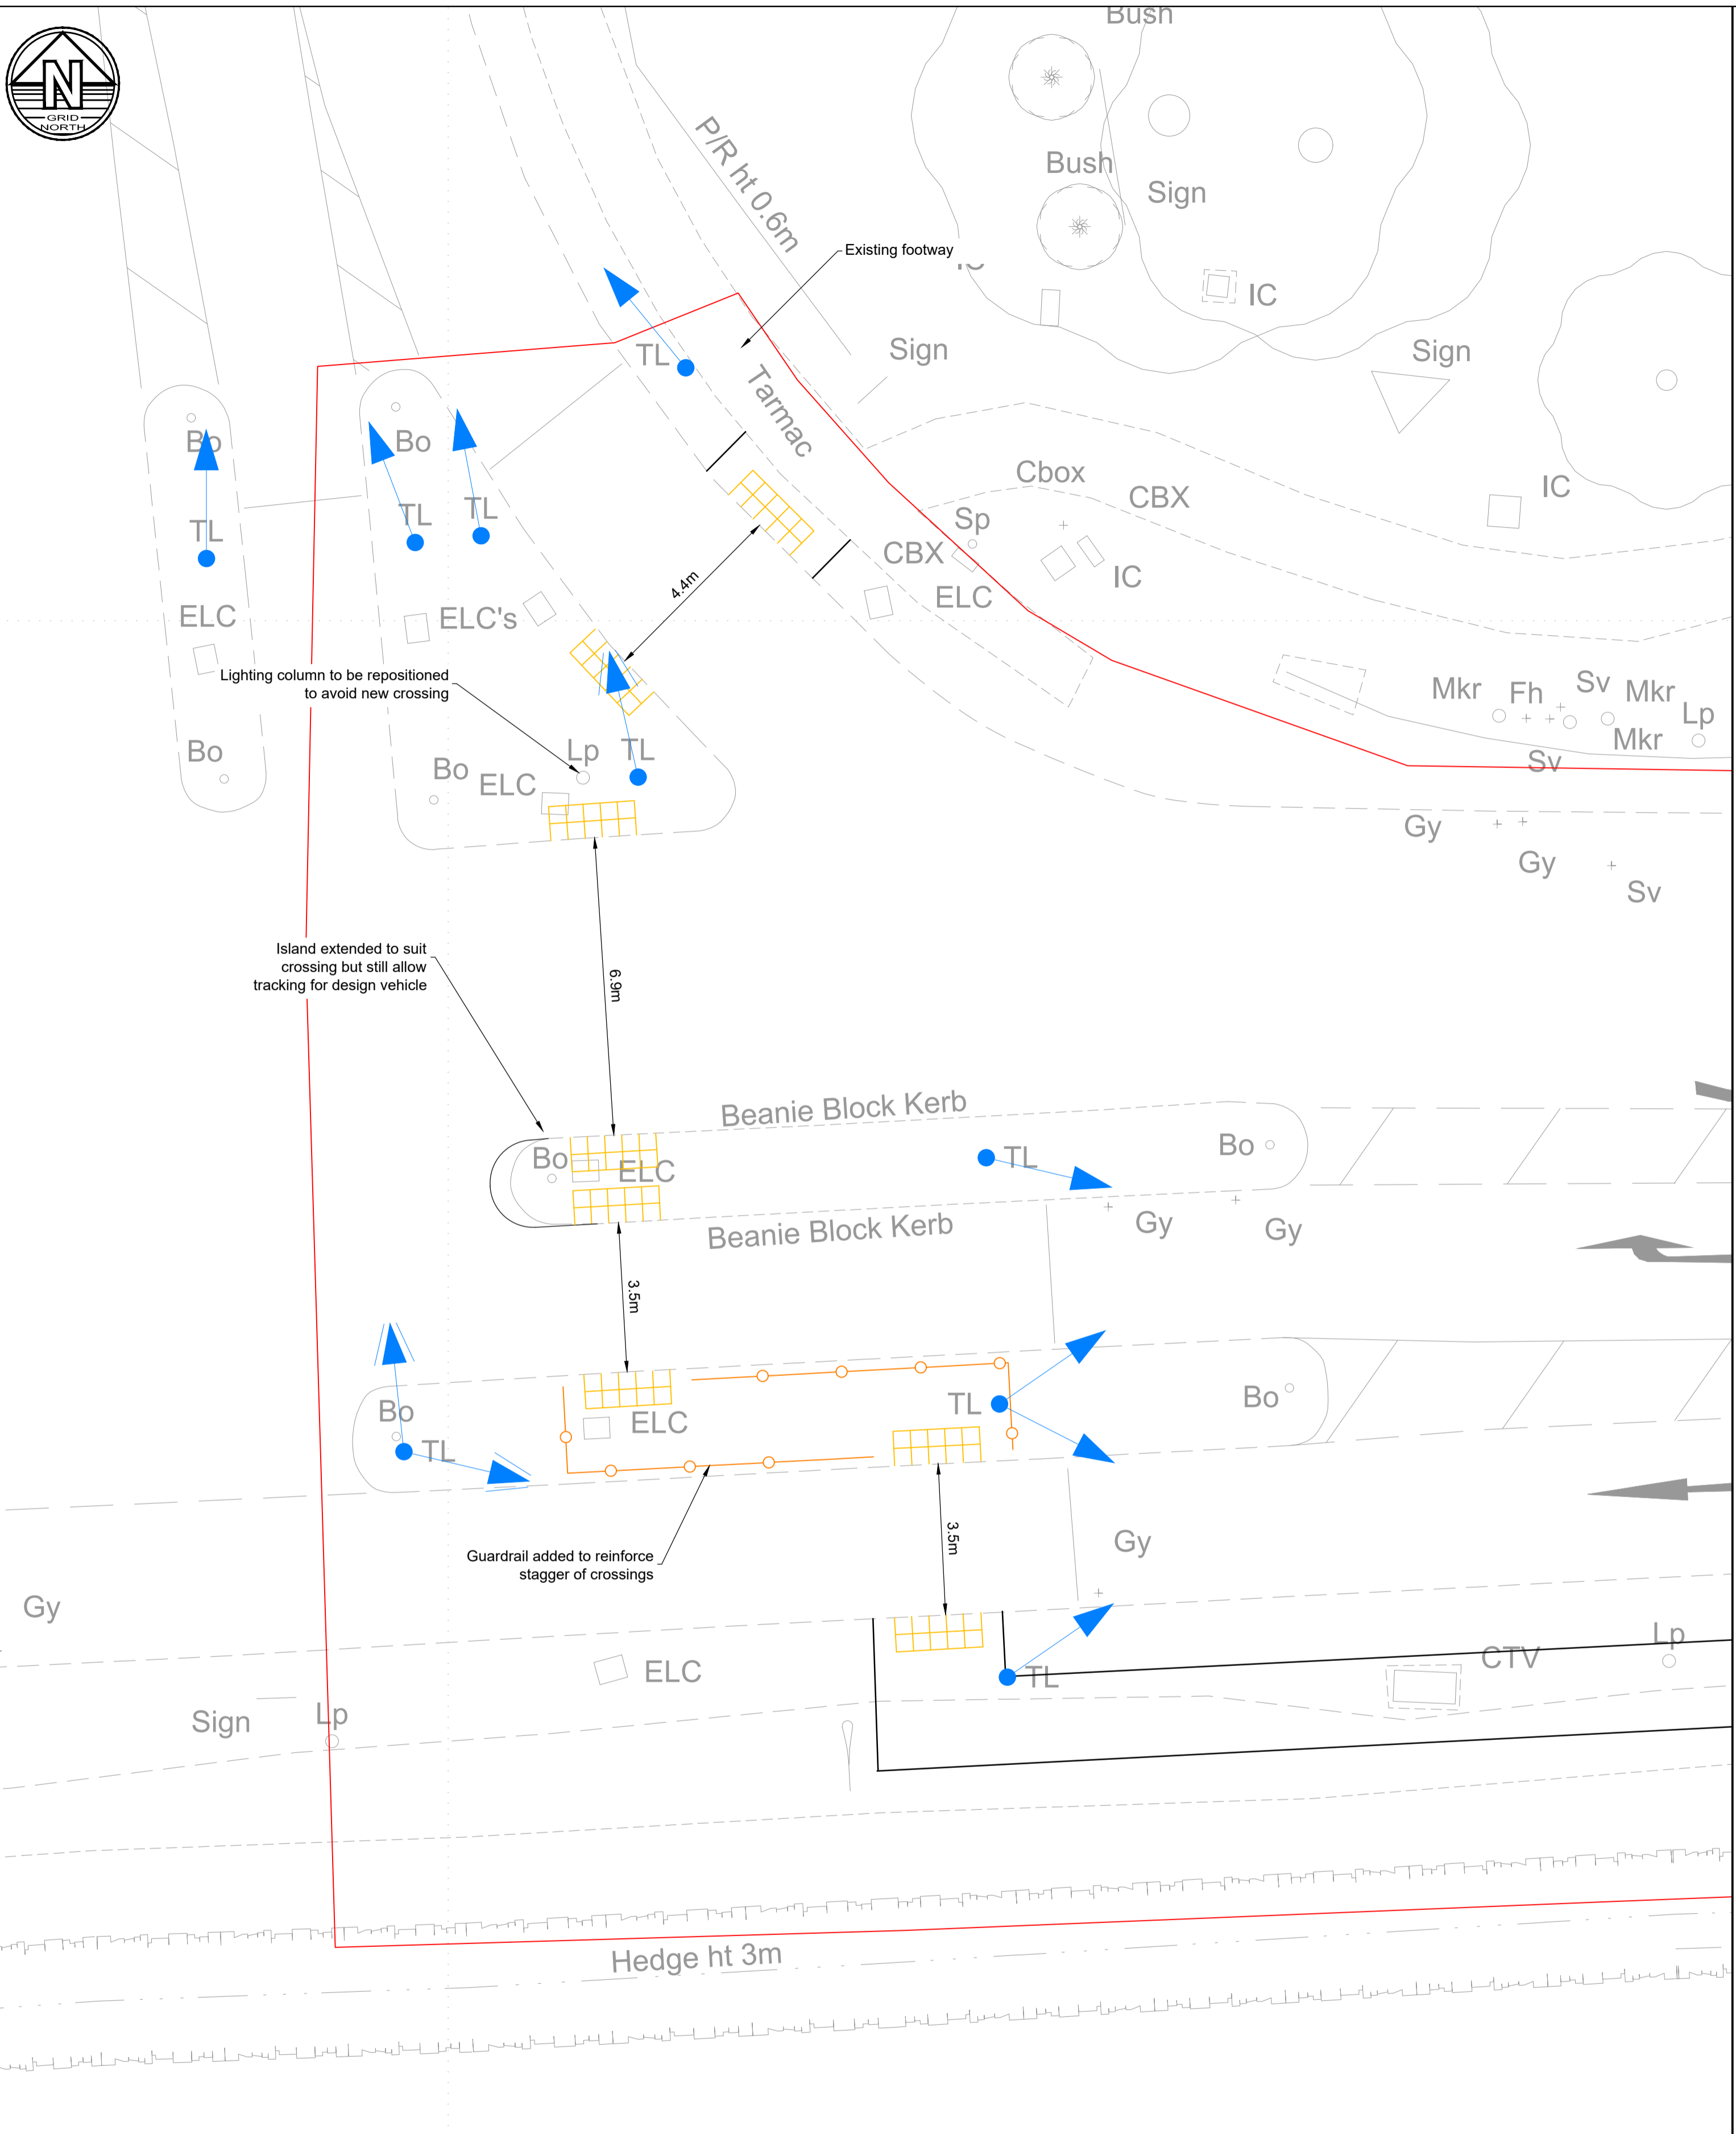 Bush
N
GRID
NORTH
P/R ht 0.6m
Bush
Sign
Existing footway
IC
IC
TL
Sign
Sign
Tarmac
Bo
Bo
TL
TL
TL
Cbox
CBX
IC
Sp
CBX
IC
ELC
4.4m
ELC
ELC's
Lighting column to be repositioned
to avoid new crossing
Mkr
Fh
Sv
Mkr
Lp
Mkr
Sv
Bo
Bo
ELC
Lp
TL
Gy
Gy
Sv
Island extended to suit
crossing but still allow
tracking for design vehicle
6.9m
Beanie Block Kerb
Bo
ELC
TL
Bo
Beanie Block Kerb
Gy
Gy
3.5m
Bo
TL
ELC
TL
Bo
Guardrail added to reinforce
stagger of crossings
3.5m
Gy
Gy
ELC
TL
CTV
Lp
Sign
Lp
Hedge ht 3m